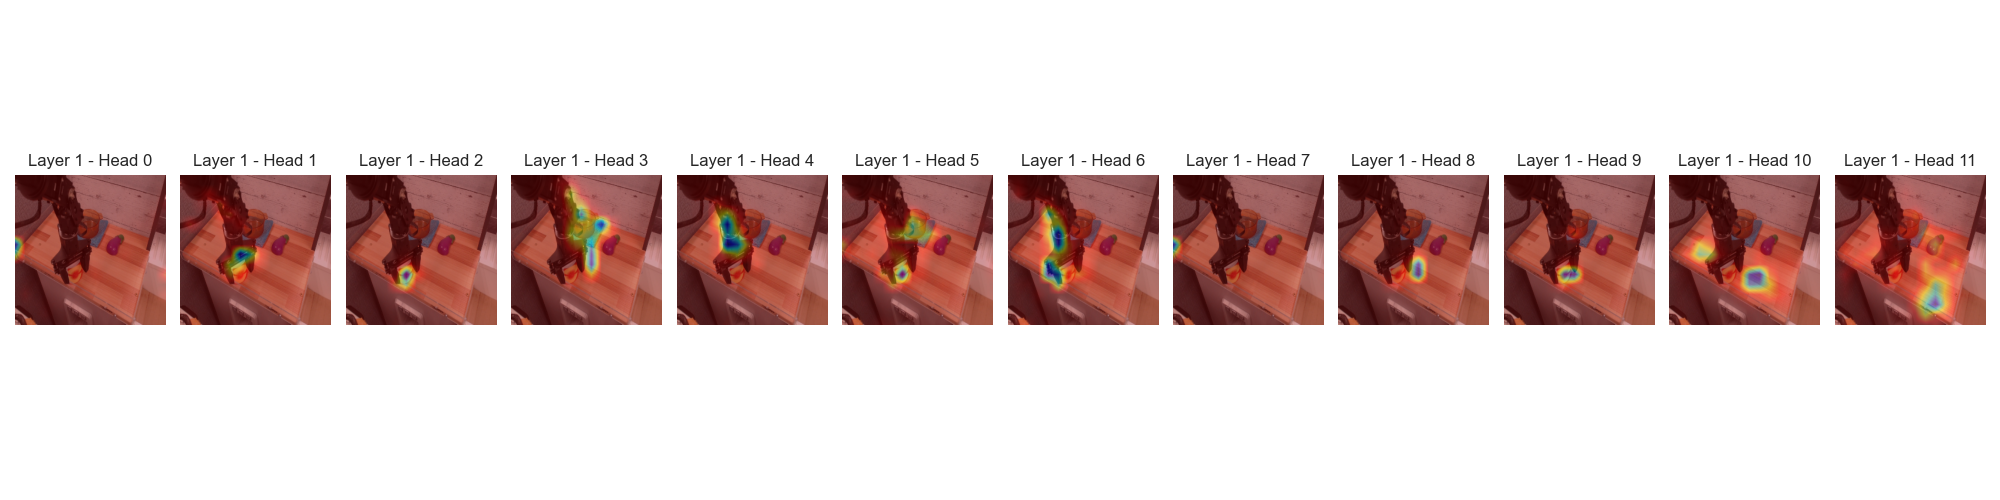 Layer 1 - Head 0
Layer 1 - Head 1
Layer 1 - Head 2
Layer 1 - Head 3
Layer 1 - Head 4
Layer 1 - Head 5
Layer 1 - Head 6
Layer 1 - Head 7
Layer 1 - Head 8
Layer 1 - Head 9
Layer 1 - Head 10
Layer 1 - Head 11